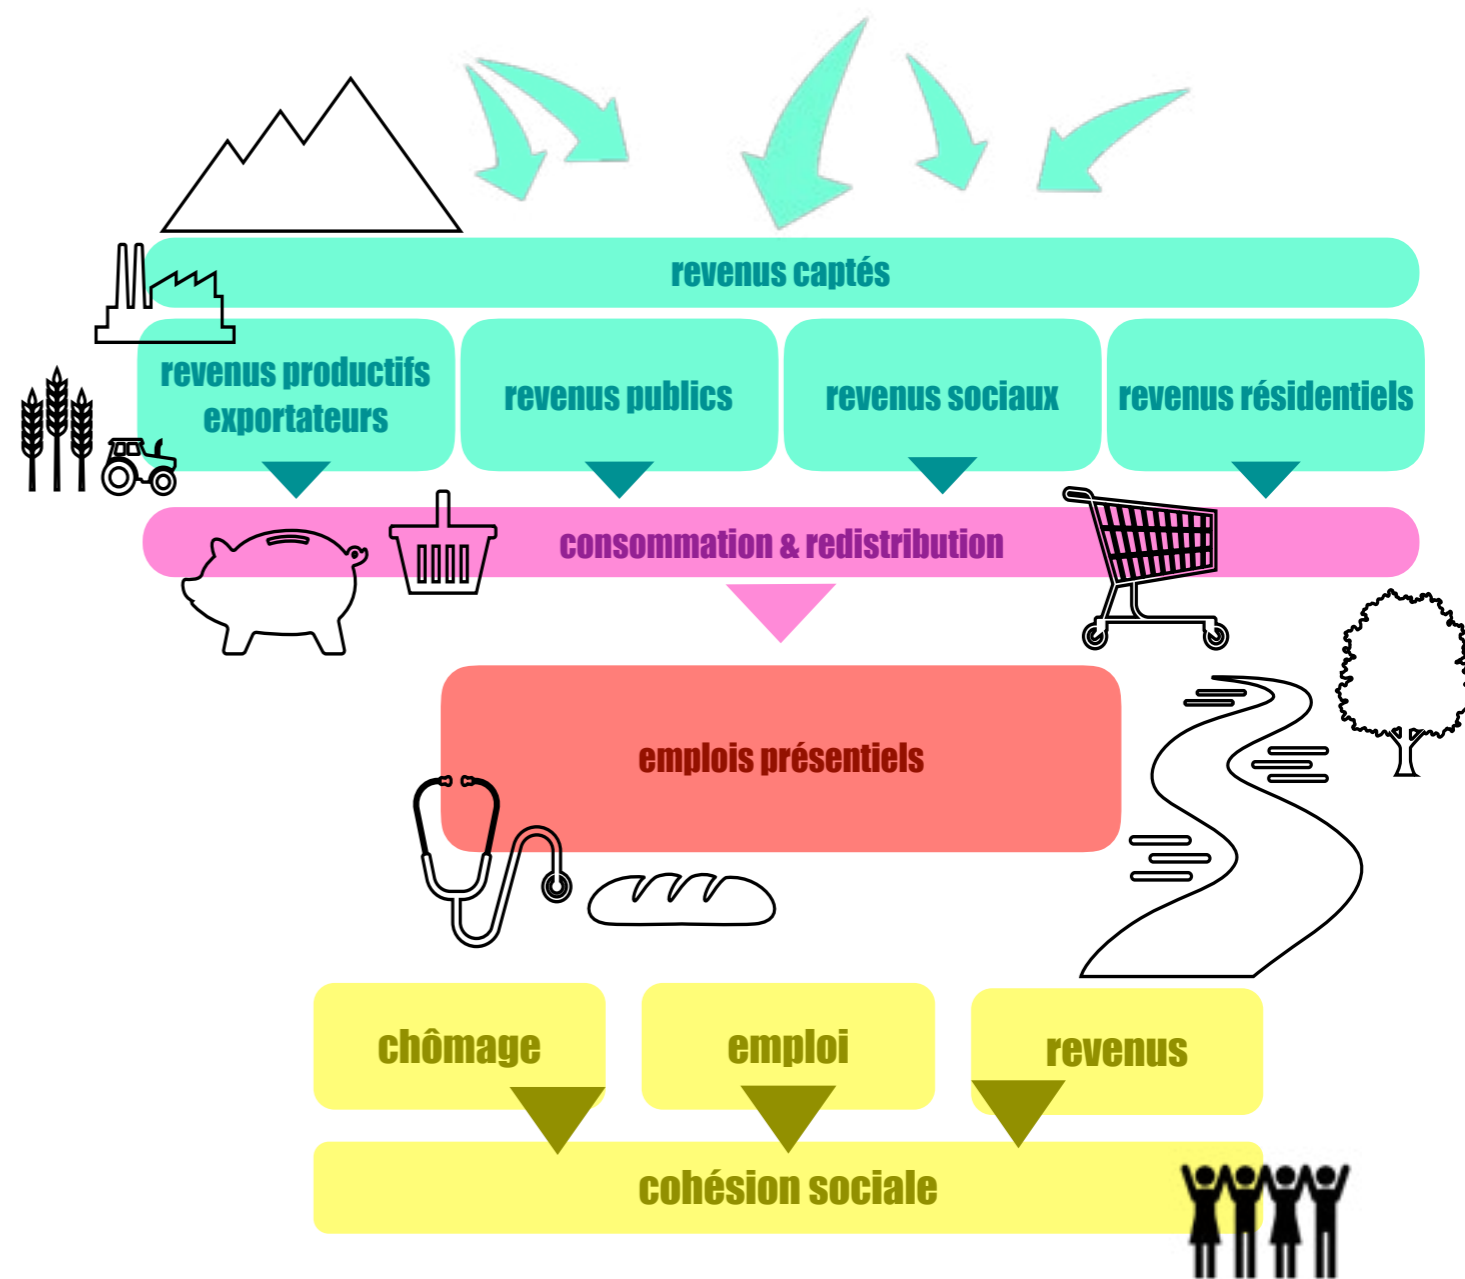 revenus captés
revenus productifs
exportateurs
revenus publics
revenus sociaux
revenus résidentiels
consommation & redistribution
emplois présentiels
chômage
emploi
revenus
cohésion sociale